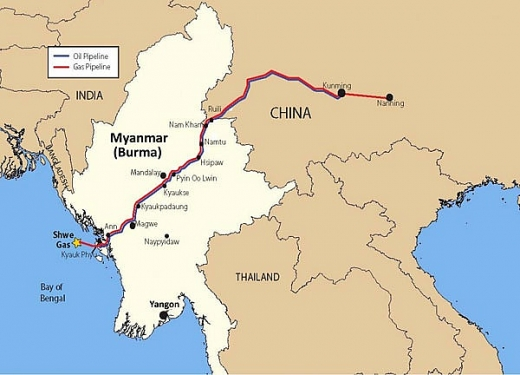 Oil Pipeline
Gas Pipeline
INDIA
CHINA
Kunming
Nanning
Ruili
Nam Kham
BANGLADESH
Myanmar
(Burma)
Namtu
Hsipaw
Mandalay
Pyin Oo Lwin
Kyaukse
Kyaukpadaung
Ann
Magwe
Shwe
Gas
Kyauk Phyu
Naypyidaw
THAILAND
Bay of
Bengal
Yangon